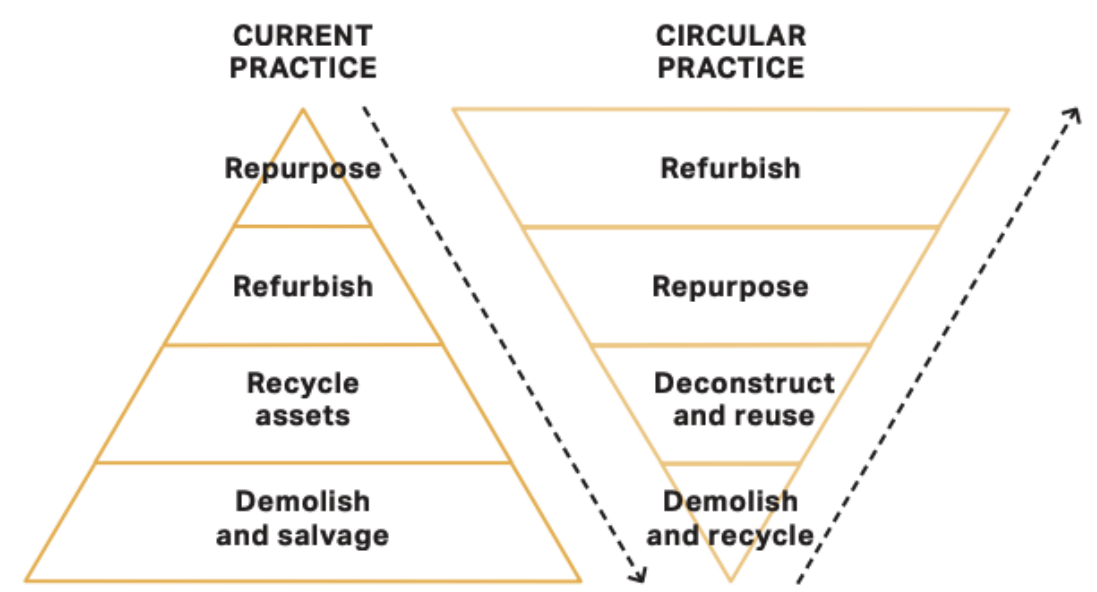 CURRENT
PRACTICE
Repurpose
Refurbish
Recycle
assets
Demolish
and salvage
CIRCULAR
PRACTICE
Refurbish
Repurpose
Deconstruct
and reuse
Demolish
and recycle